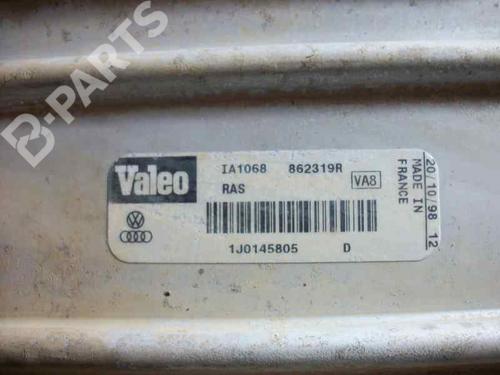 B-PARTS
Valeo
IA1068 862319R
RAS
VA8
1J0145805 D
20/10/98 12
MADE IN
FRANCE